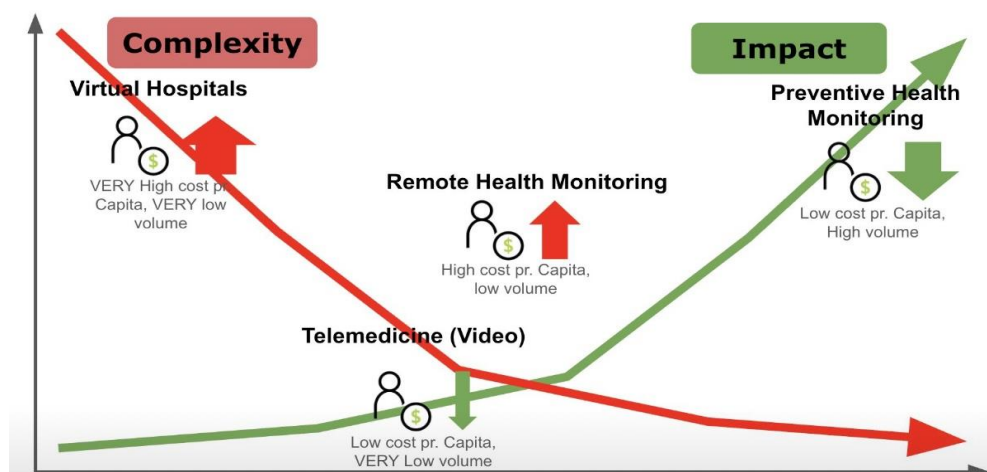 Complexity
Impact
Virtual Hospitals
$
VERY High cost pr.
Capita, VERY low
volume
Remote Health Monitoring
$
High cost pr. Capita,
low volume
Preventive Health
Monitoring
$
Low cost pr. Capita,
High volume
Telemedicine (Video)
$
Low cost pr. Capita,
VERY Low volume